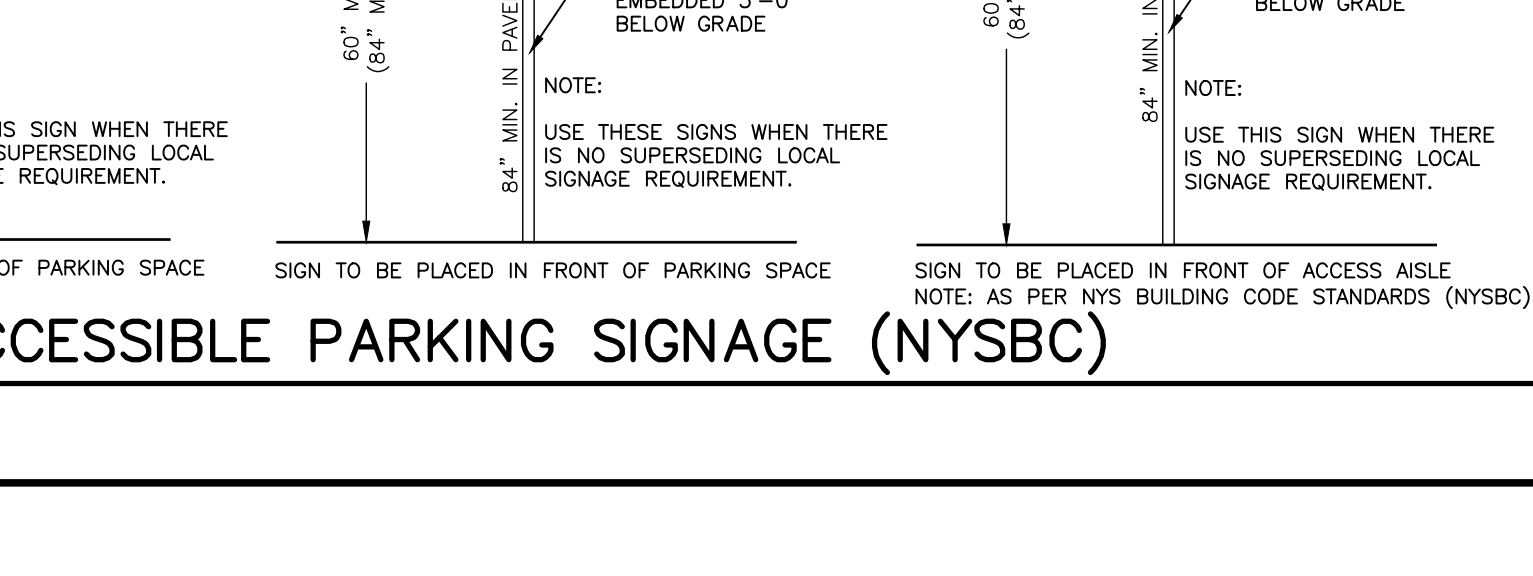 60" M
(84" M
84" MIN. IN PAVE
BELOW GRADE
NOTE:
USE THESE SIGNS WHEN THERE
IS NO SUPERSEDING LOCAL
SIGNAGE REQUIREMENT.
SIGN TO BE PLACED IN FRONT OF PARKING SPACE
IS SIGN WHEN THERE
SUPERSEDING LOCAL
REQUIREMENT.
OF PARKING SPACE
60
(84"
84" MIN. IN
BELOW GRADE
NOTE:
USE THIS SIGN WHEN THERE
IS NO SUPERSEDING LOCAL
SIGNAGE REQUIREMENT.
SIGN TO BE PLACED IN FRONT OF ACCESS AISLE
NOTE: AS PER NYS BUILDING CODE STANDARDS (NYSBC)
CCESSIBLE PARKING SIGNAGE (NYSBC)